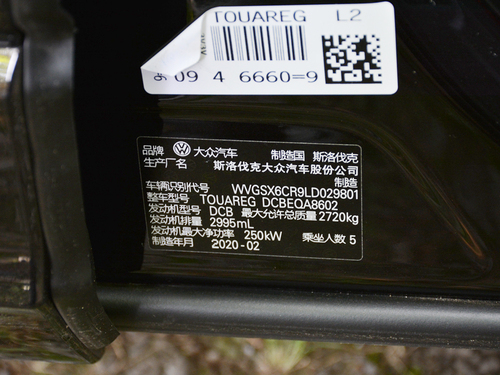 TOUAREG L2
09 4 6660=9
品牌 大众汽车 制造国 斯洛伐克
生产厂名 斯洛伐克大众汽车股份公司
制造
车辆识别代号 WVGSX6CR9LD029801
整车型号 TOUAREG DCBEQA8602
发动机型号 DCB 最大允许总质量 2720kg
发动机排量 2995mL
发动机最大净功率 250kW 乘坐人数 5
制造年月 2020-02